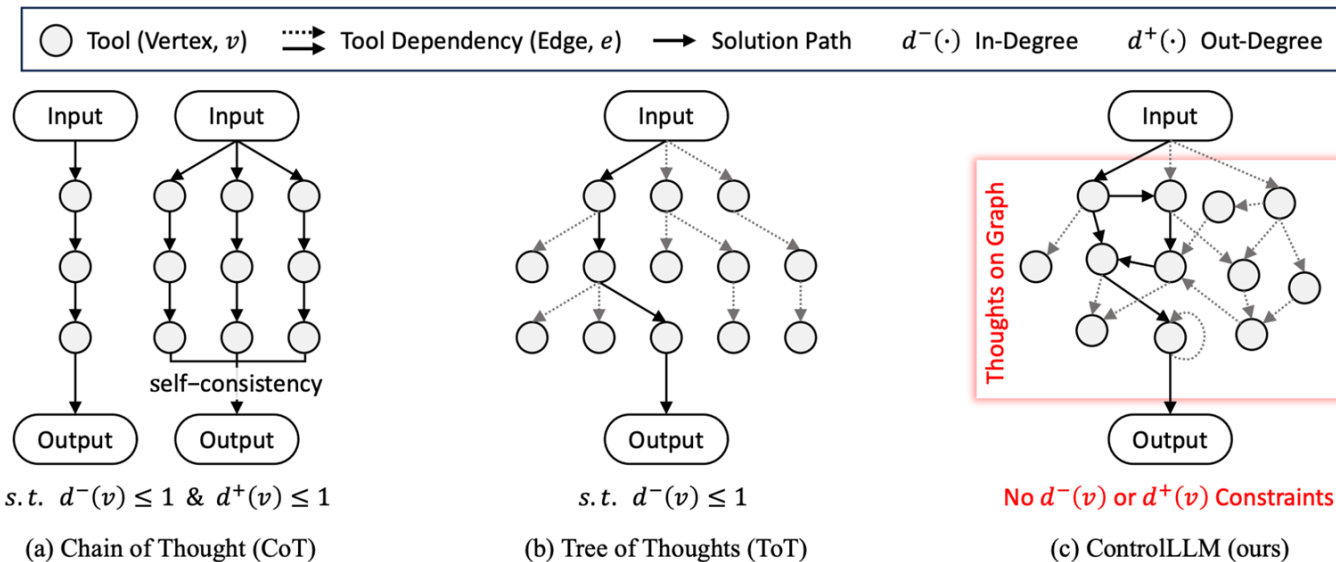 Tool (Vertex, v) Tool Dependency (Edge, e) Solution Path d⁻(·) In-Degree d⁺(·) Out-Degree
Input Input
self-consistency
Output Output
s.t. d⁻(v) ≤ 1 & d⁺(v) ≤ 1
(a) Chain of Thought (CoT)
Input
Output
s.t. d⁻(v) ≤ 1
(b) Tree of Thoughts (ToT)
Input
Thoughts on Graph
Output
No d⁻(v) or d⁺(v) Constraints
(c) ControlLLM (ours)